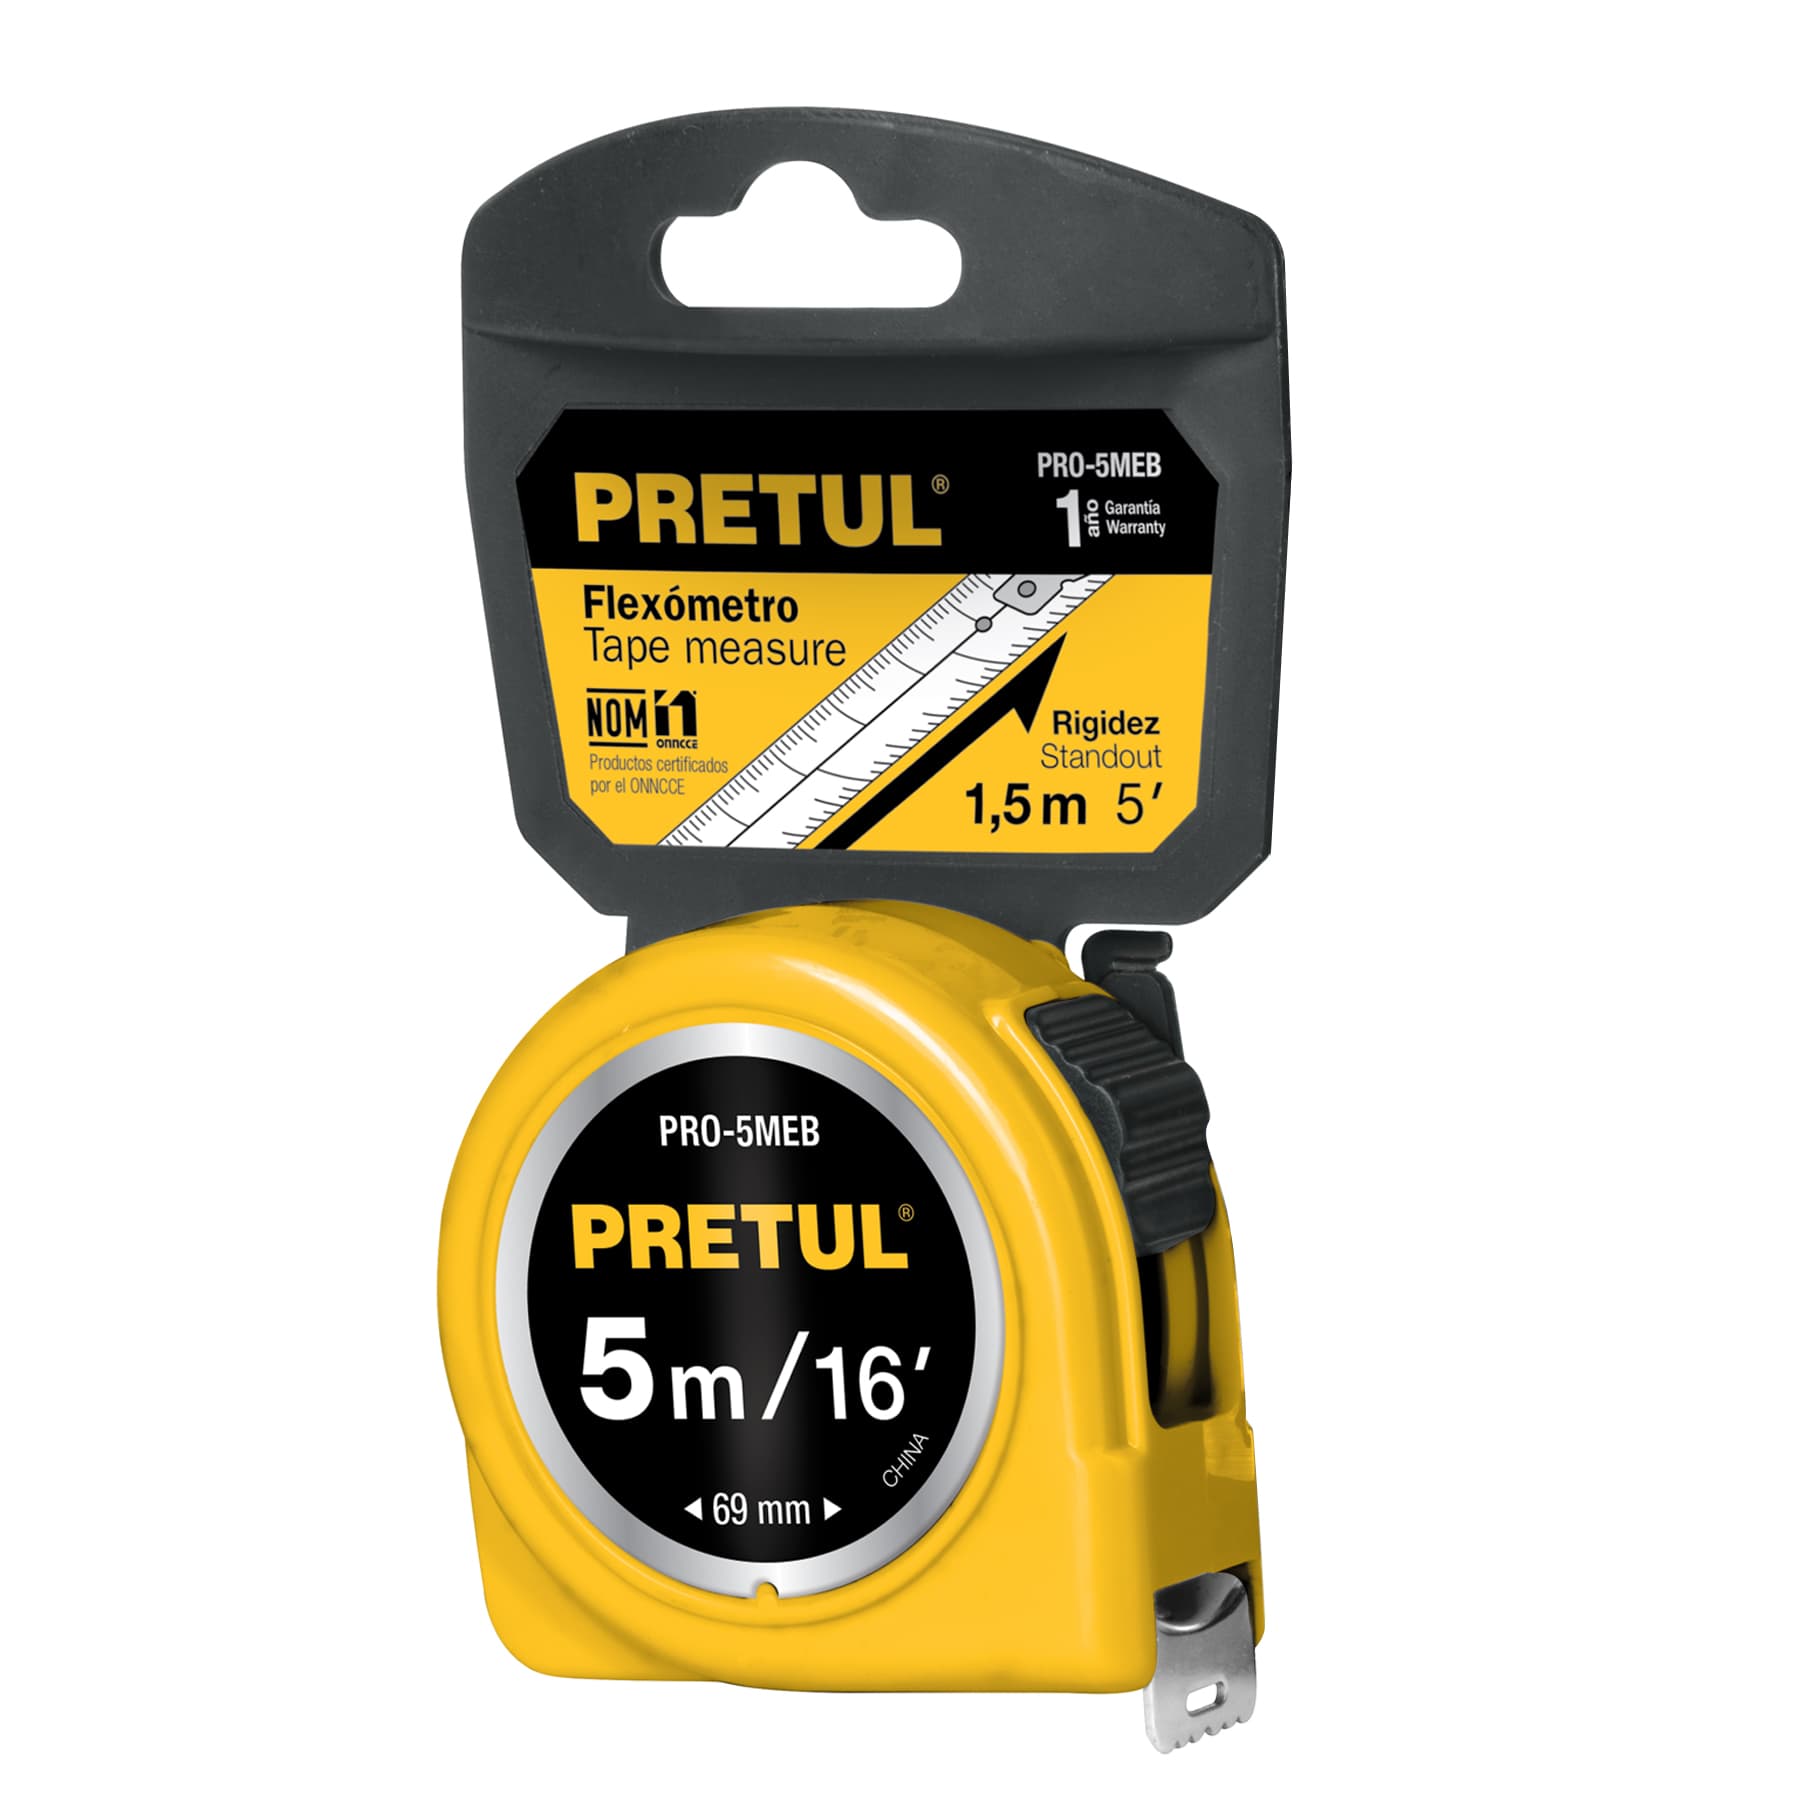 PRETUL®
PRO-5MEB
1 año Garantía
Warranty
Flexómetro
Tape measure
NOM ONNCCE
Productos certificados
por el ONNCCE
Rigidez
Standout
1,5 m 5′
PRO-5MEB
PRETUL®
5 m / 16′
CHINA
69 mm